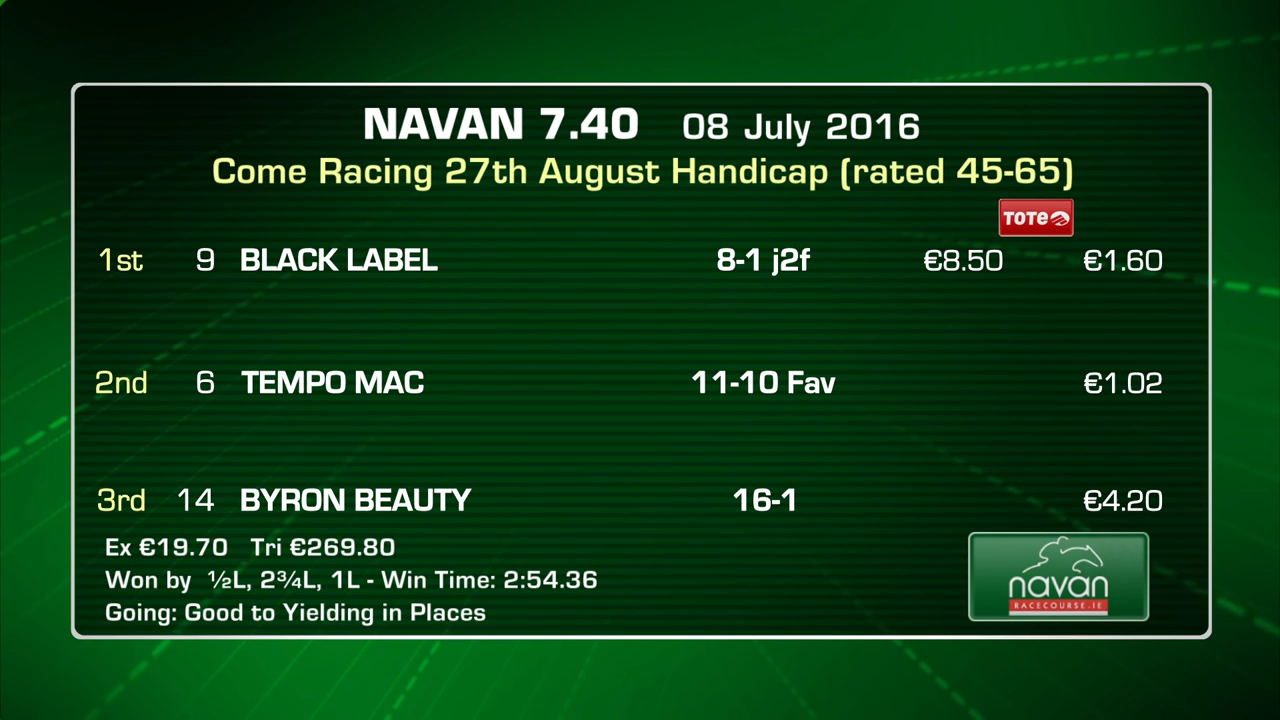 NAVAN 7.40 08 July 2016
Come Racing 27th August Handicap (rated 45-65)
TOTE
1st 9 BLACK LABEL 8-1 j2f €8.50 €1.60
2nd 6 TEMPO MAC 11-10 Fav €1.02
3rd 14 BYRON BEAUTY 16-1 €4.20
Ex €19.70 Tri €269.80
Won by ½L, 2¾L, 1L - Win Time: 2:54.36
Going: Good to Yielding in Places
navan
RACECOURSE.IE